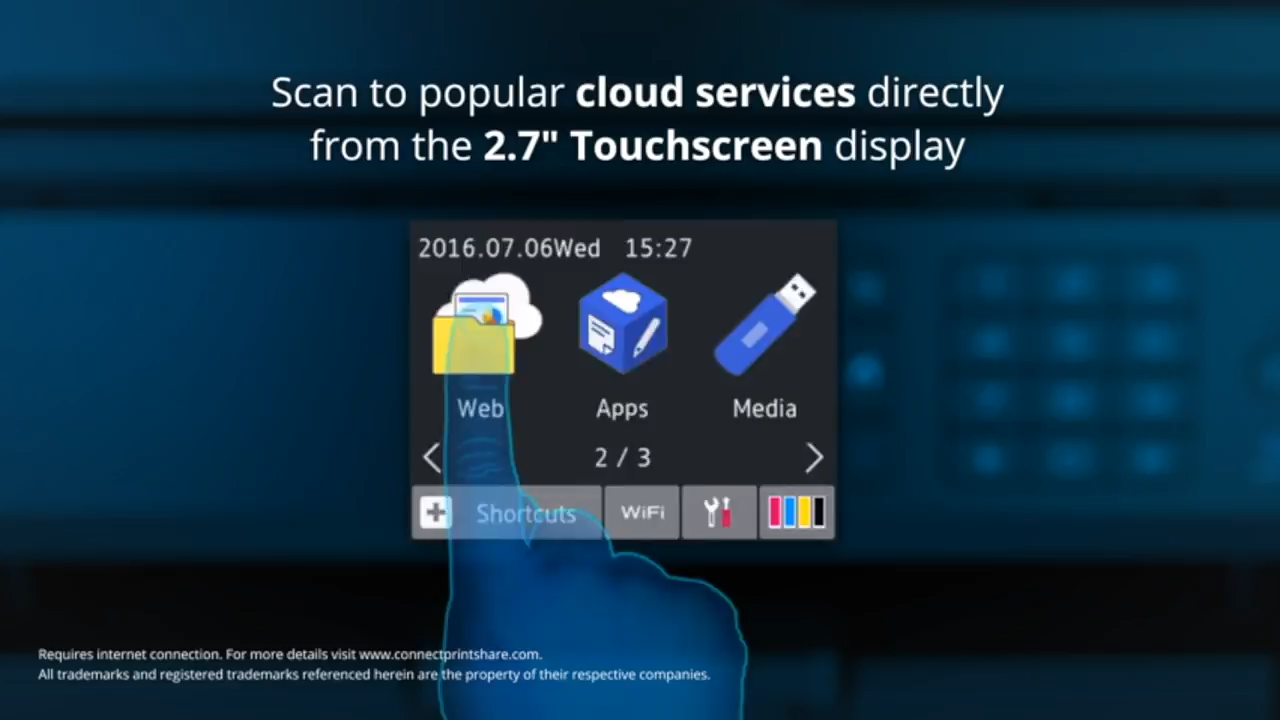 Scan to popular cloud services directly
from the 2.7" Touchscreen display
2016.07.06Wed 15:27
Web Apps Media
2 / 3
Shortcuts WiFi
Requires internet connection. For more details visit www.connectprintshare.com.
All trademarks and registered trademarks referenced herein are the property of their respective companies.